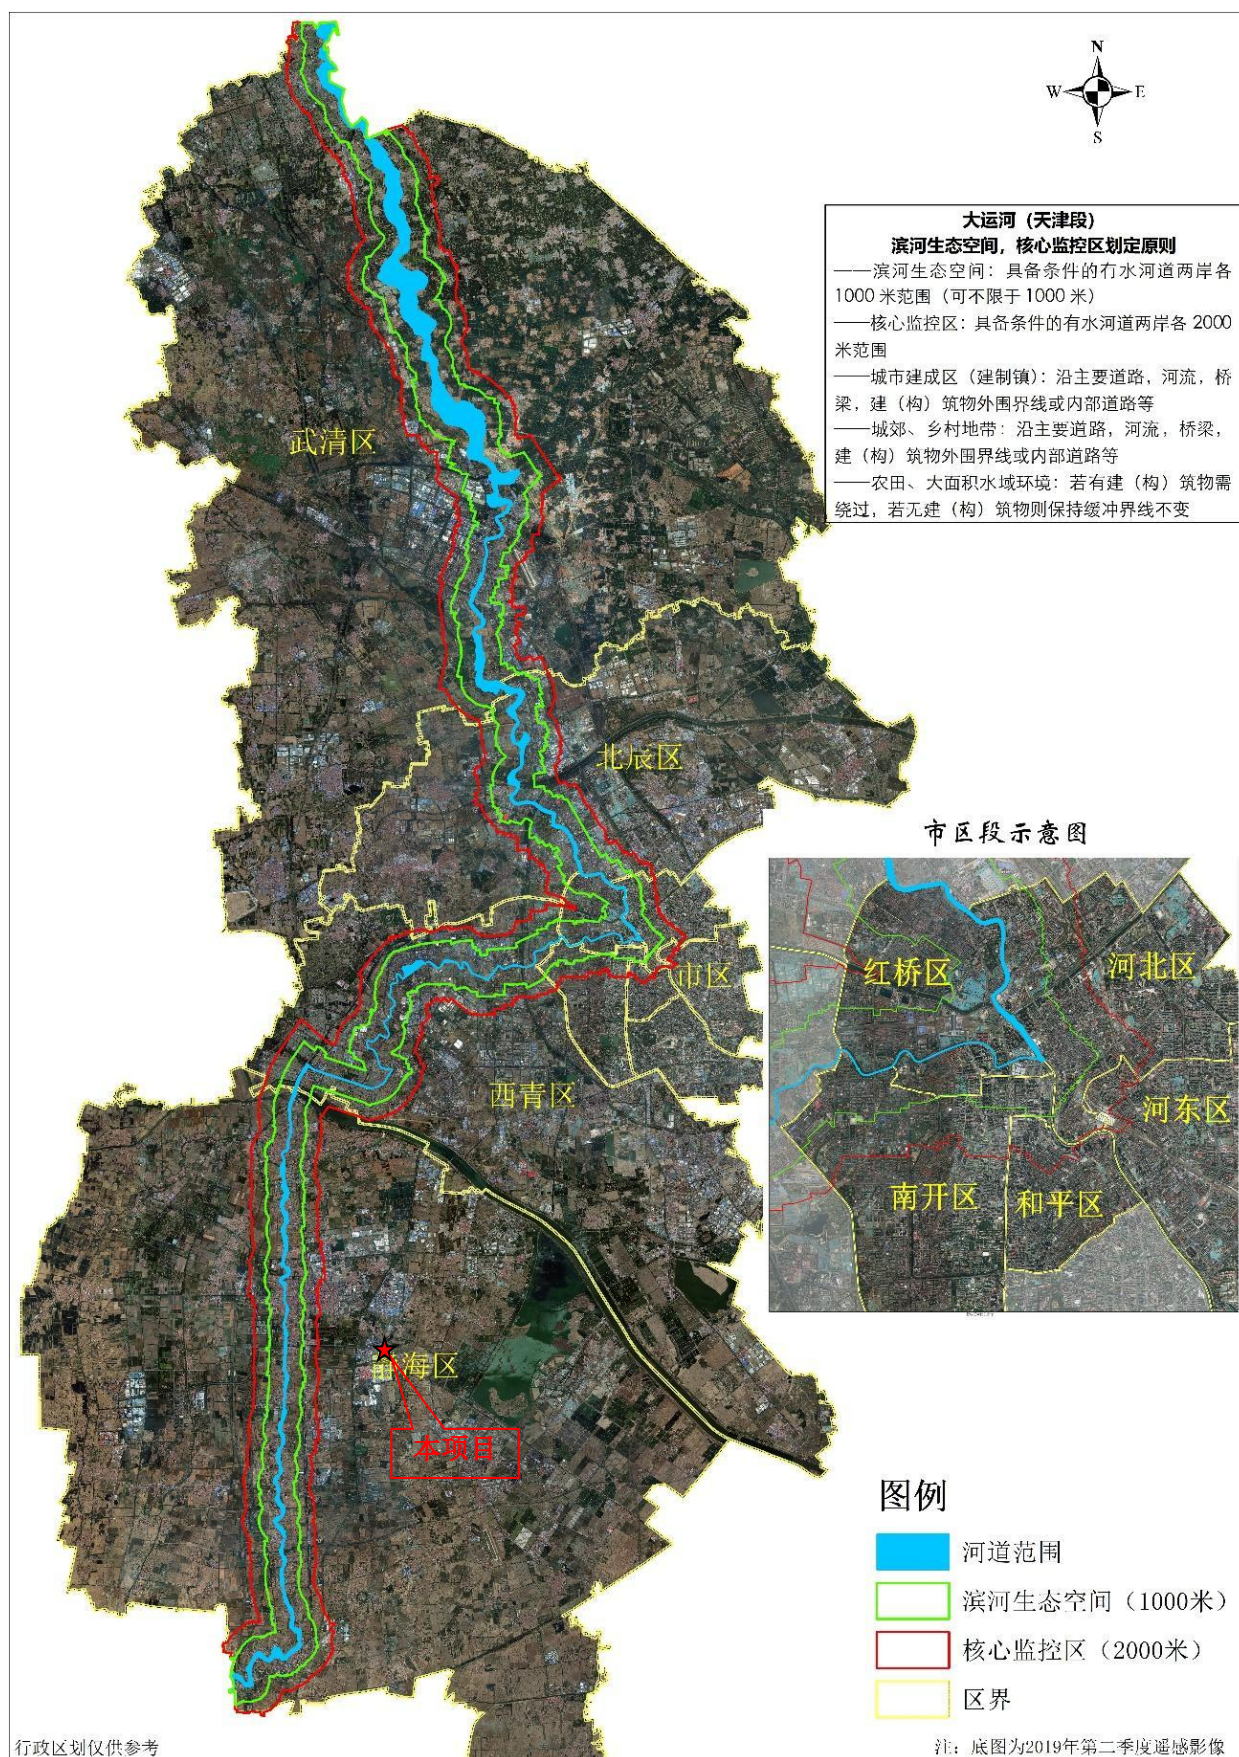 N
W
E
S
大运河（天津段）
滨河生态空间，核心监控区划定原则
——滨河生态空间：具备条件的有水河道两岸各
1000 米范围（可不限于 1000 米）
——核心监控区：具备条件的有水河道两岸各 2000
米范围
——城市建成区（建制镇）：沿主要道路，河流，桥
梁，建（构）筑物外围界线或内部道路等
——城郊、乡村地带：沿主要道路，河流，桥梁，
建（构）筑物外围界线或内部道路等
——农田、大面积水域环境：若有建（构）筑物需
绕过，若无建（构）筑物则保持缓冲界线不变
武清区
北辰区
市区
西青区
海区
本项目
市区段示意图
红桥区
河北区
河东区
南开区
和平区
图例
河道范围
滨河生态空间（1000米）
核心监控区（2000米）
区界
行政区划仅供参考
注：底图为2019年第二季度遥感影像